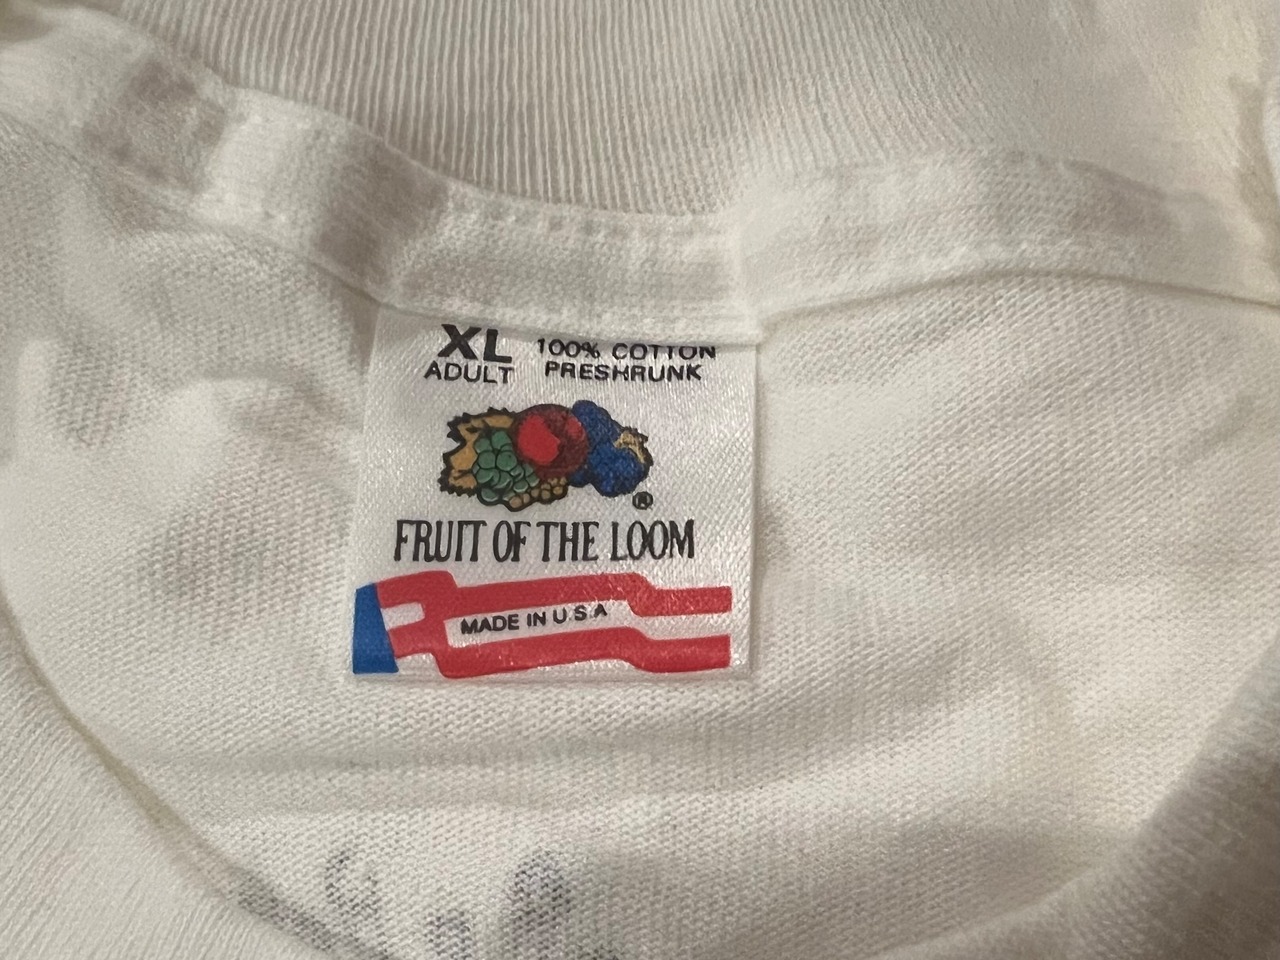 XL 100% COTTON
ADULT PRESHRUNK
®
FRUIT OF THE LOOM
MADE IN U.S.A